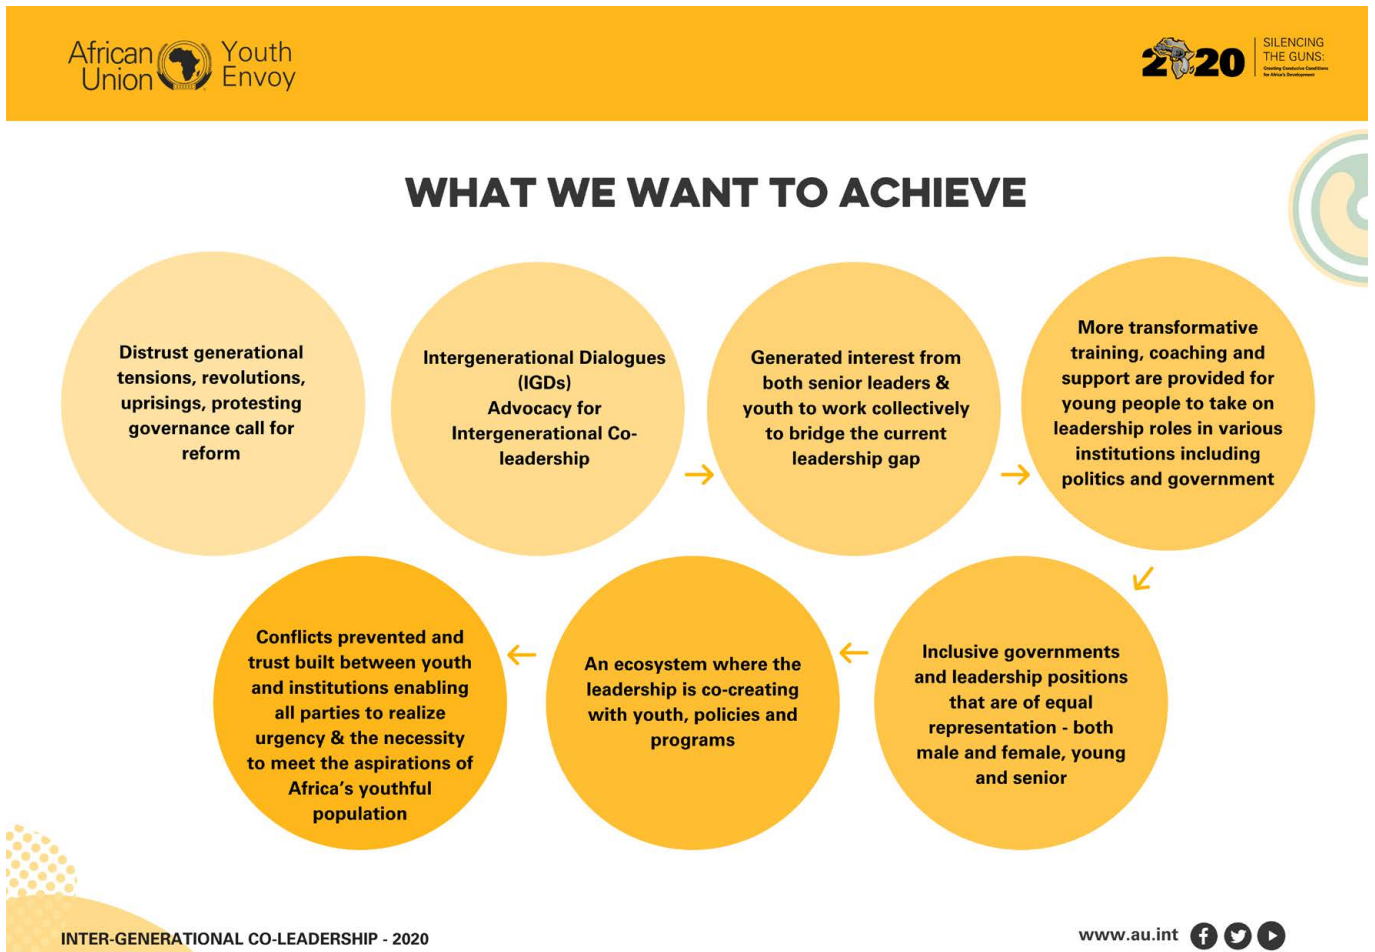 African Union
Youth Envoy
2020
SILENCING
THE GUNS:
Creating Conducive Conditions
for Africa's Development
WHAT WE WANT TO ACHIEVE
Distrust generational
tensions, revolutions,
uprisings, protesting
governance call for
reform
Intergenerational Dialogues
(IGDs)
Advocacy for
Intergenerational Co-
leadership
Generated interest from
both senior leaders &
youth to work collectively
to bridge the current
leadership gap
More transformative
training, coaching and
support are provided for
young people to take on
leadership roles in various
institutions including
politics and government
Inclusive governments
and leadership positions
that are of equal
representation - both
male and female, young
and senior
An ecosystem where the
leadership is co-creating
with youth, policies and
programs
Conflicts prevented and
trust built between youth
and institutions enabling
all parties to realize
urgency & the necessity
to meet the aspirations of
Africa's youthful
population
INTER-GENERATIONAL CO-LEADERSHIP - 2020
www.au.int